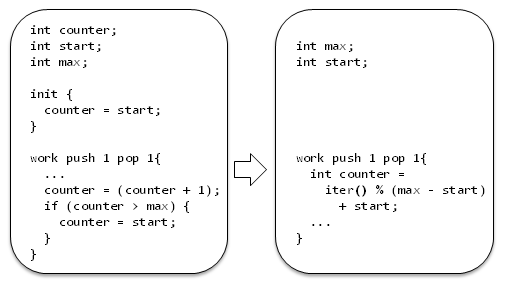 int counter;
int start;
int max;
init {
counter = start;
}
work push 1 pop 1{
...
counter = (counter + 1);
if (counter > max) {
counter = start;
}
}
int max;
int start;
work push 1 pop 1{
int counter =
iter() % (max - start)
+ start;
...
}